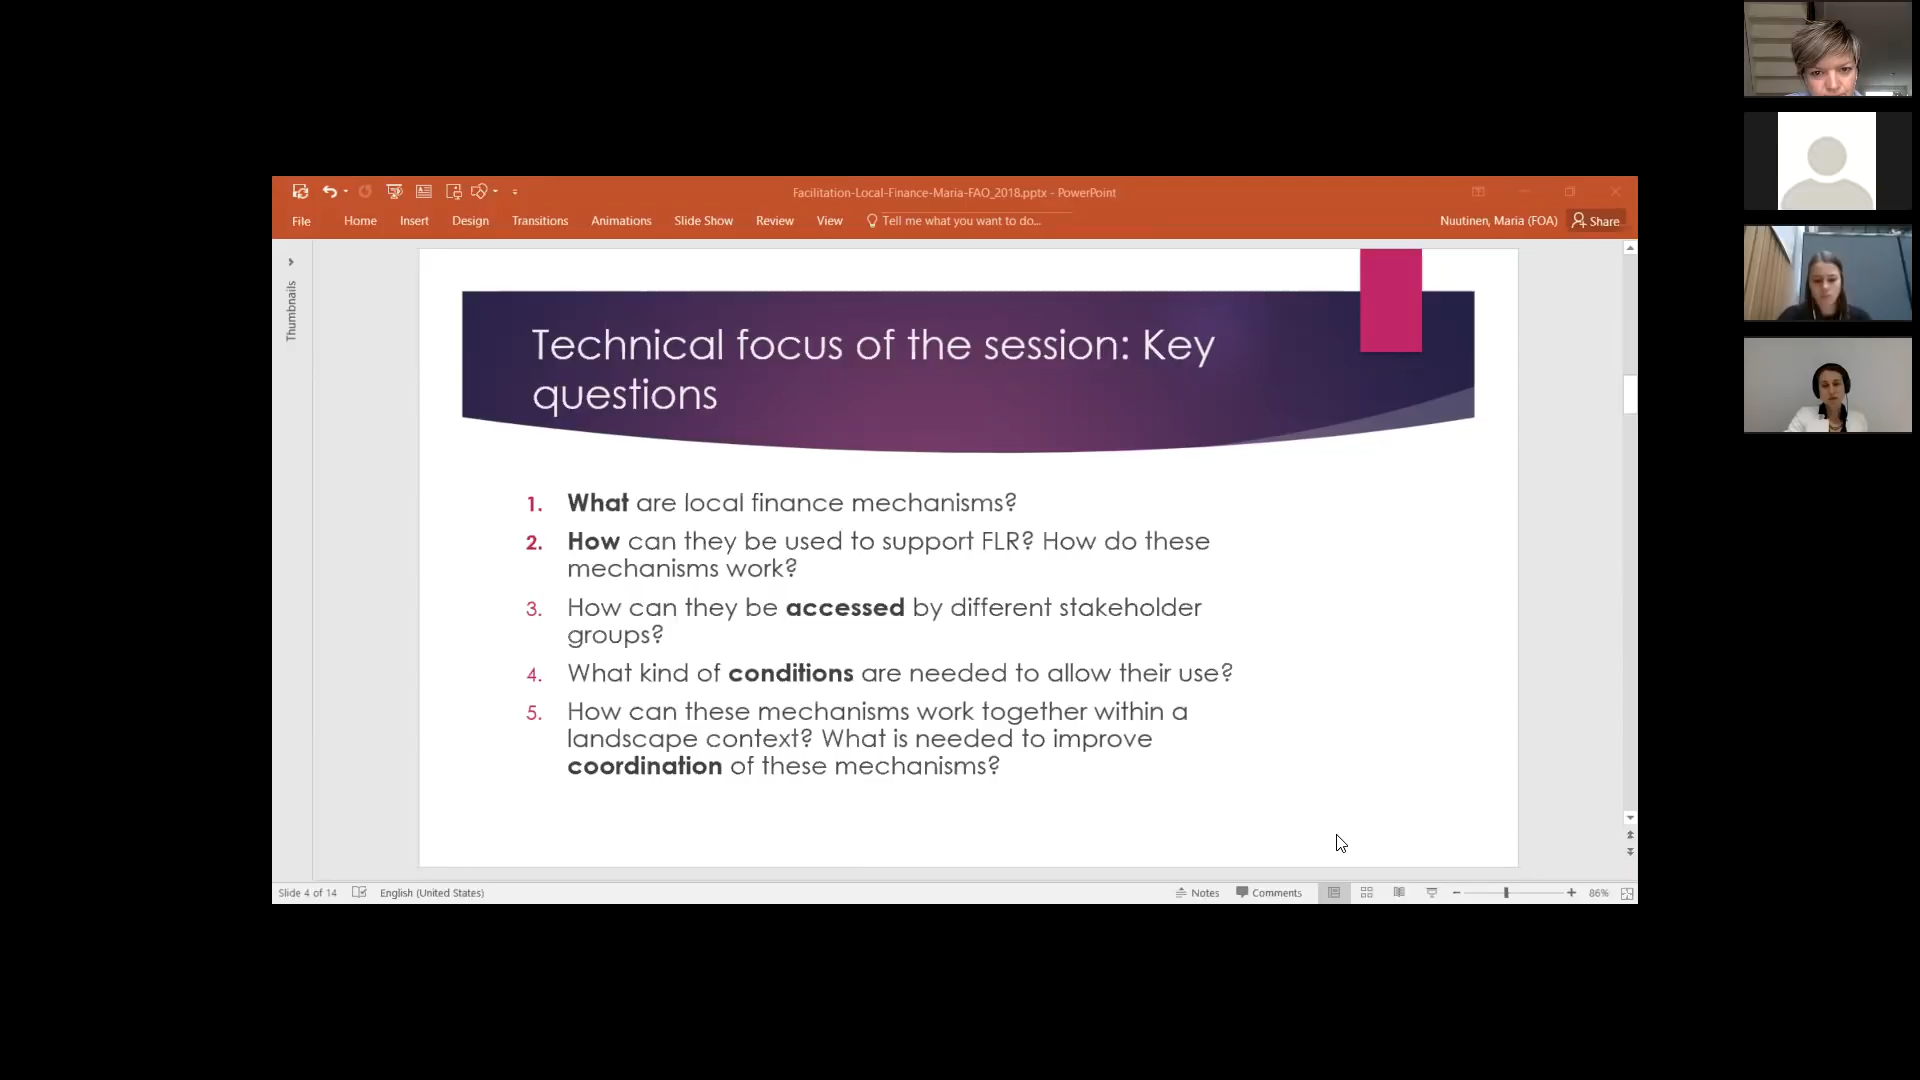 Facilitation-Local-Finance-Maria-FAO_2018.pptx - PowerPoint
File Home Insert Design Transitions Animations Slide Show Review View Tell me what you want to do... Nuutinen, Maria (FOA) Share
Thumbnails
Technical focus of the session: Key
questions
1. What are local finance mechanisms?
2. How can they be used to support FLR? How do these
mechanisms work?
3. How can they be accessed by different stakeholder
groups?
4. What kind of conditions are needed to allow their use?
5. How can these mechanisms work together within a
landscape context? What is needed to improve
coordination of these mechanisms?
Slide 4 of 14 English (United States) Notes Comments 86%